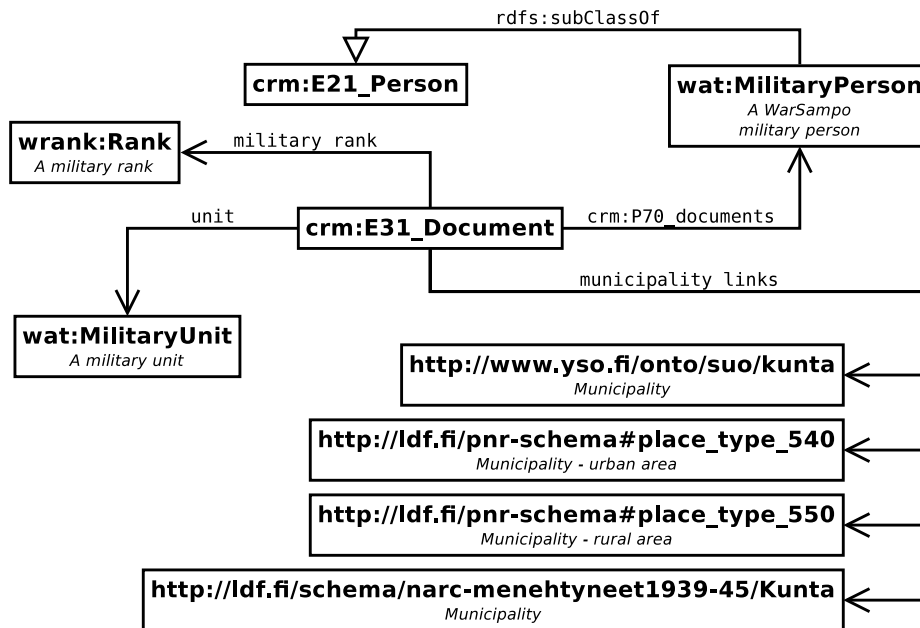 rdfs:subClassOf
crm:E21_Person
wat:MilitaryPerson
A WarSampo
military person
wrank:Rank
A military rank
military rank
unit
crm:E31_Document
crm:P70_documents
municipality links
wat:MilitaryUnit
A military unit
http://www.yso.fi/onto/suo/kunta
Municipality
http://ldf.fi/pnr-schema#place_type_540
Municipality - urban area
http://ldf.fi/pnr-schema#place_type_550
Municipality - rural area
http://ldf.fi/schema/narc-menehtyneet1939-45/Kunta
Municipality